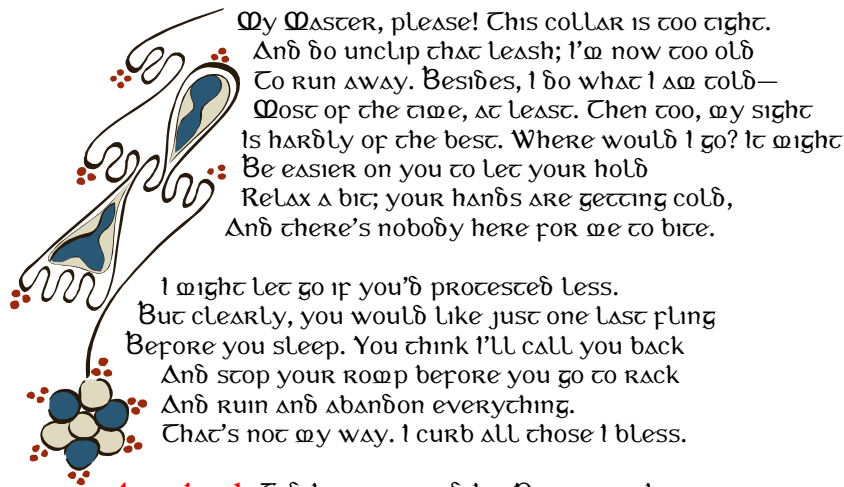 My Master, please! This collar is too tight.
And do unclip that leash; I'm now too old
To run away. Besides, I do what I am told—
Most of the time, at least. Then too, my sight
Is hardly of the best. Where would I go? It might
Be easier on you to let your hold
Relax a bit; your hands are getting cold,
And there's nobody here for me to bite.
I might let go if you'd protested less.
But clearly, you would like just one last fling
Before you sleep. You think I'll call you back
And stop your romp before you go to rack
And ruin and abandon everything.
That's not my way. I curb all those I bless.